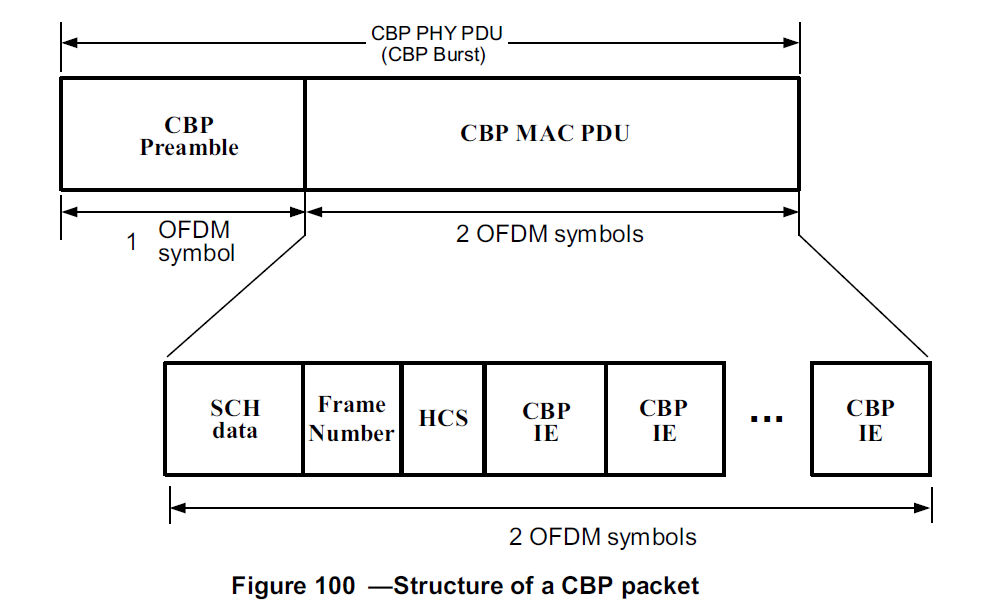 CBP PHY PDU
(CBP Burst)
CBP
Preamble
CBP MAC PDU
1 OFDM
symbol
2 OFDM symbols
SCH
data
Frame
Number
HCS
CBP
IE
CBP
IE
...
CBP
IE
2 OFDM symbols
Figure 100 —Structure of a CBP packet